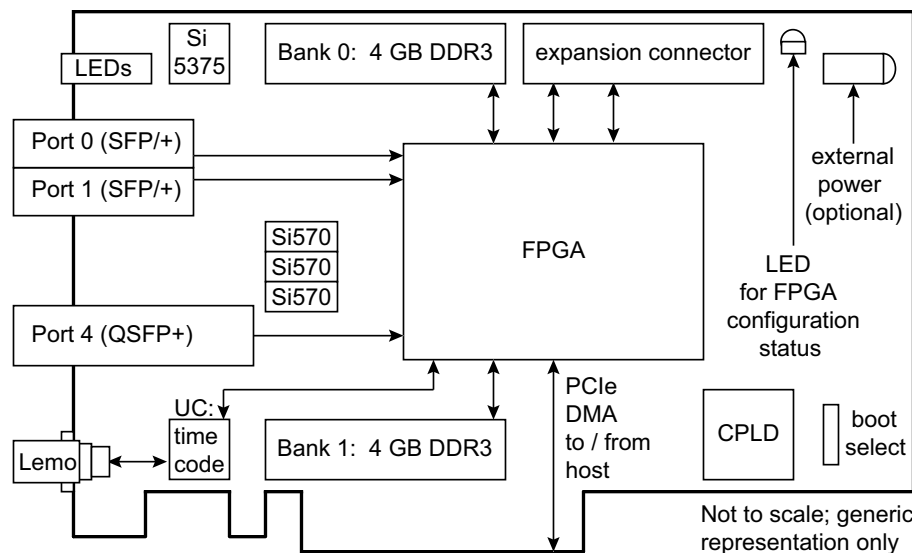 Si
5375
LEDs
Bank 0:  4 GB DDR3
expansion connector
Port 0 (SFP/+)
Port 1 (SFP/+)
external
power
(optional)
Si570
Si570
Si570
FPGA
LED
for FPGA
configuration
status
Port 4 (QSFP+)
UC:
time
code
Lemo
Bank 1:  4 GB DDR3
PCIe
DMA
to / from
host
CPLD
boot
select
Not to scale; generic
representation only